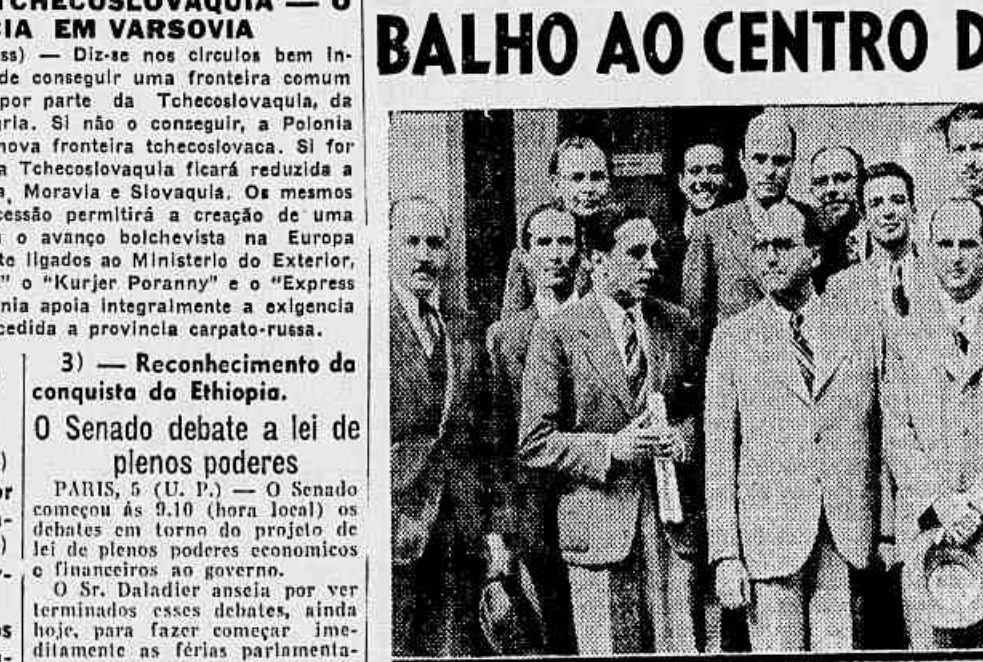 TCHECOSLOVAQUIA — O
CIA EM VARSOVIA
ss) — Diz-se nos circulos bem in-
de conseguir uma fronteira comum
por parte da Tchecoslovaquia, da
gria. Si não o conseguir, a Polonia
nova fronteira tchecoslovaca. Si for
a Tchecoslovaquia ficará reduzida a
a, Moravia e Slovaquia. Os mesmos
cessão permitirá a creação de uma
o avanço bolchevista na Europa
te ligados ao Ministerio do Exterior,
" o "Kurjer Poranny" e o "Express
nia apoia integralmente a exigencia
cedida a provincia carpato-russa.
3) — Reconhecimento da
conquista da Ethiopia.
O Senado debate a lei de
plenos poderes
PARIS, 5 (U. P.) — O Senado
começou ás 9.10 (hora local) os
debates em torno do projeto de
lei de plenos poderes economicos
e financeiros ao governo.
O Sr. Daladier anseia por ver
terminados esses debates, ainda
hoje, para fazer começar ime-
ditamente as férias parlamenta-
BALHO AO CENTRO D